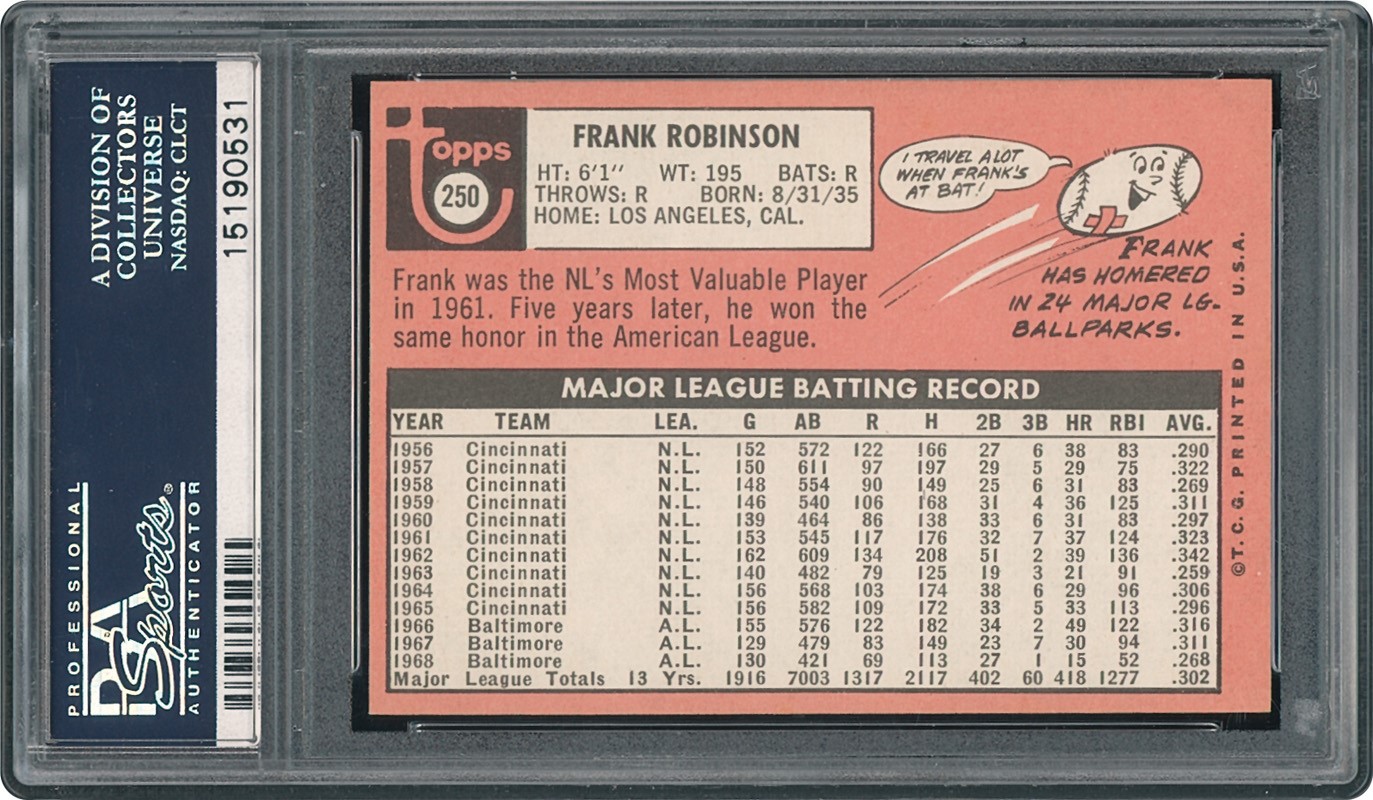 A DIVISION OF
COLLECTORS
UNIVERSE
NASDAQ: CLCT
15190531
PROFESSIONAL
PSA
Sports®
AUTHENTICATOR
topps
250
FRANK ROBINSON
HT: 6'1" WT: 195 BATS: R
THROWS: R BORN: 8/31/35
HOME: LOS ANGELES, CAL.
I TRAVEL A LOT
WHEN FRANK'S
AT BAT!
FRANK
HAS HOMERED
IN 24 MAJOR LG.
BALLPARKS.
Frank was the NL's Most Valuable Player
in 1961. Five years later, he won the
same honor in the American League.
MAJOR LEAGUE BATTING RECORD
YEAR TEAM LEA. G AB R H 2B 3B HR RBI AVG.
1956 Cincinnati N.L. 152 572 122 166 27 6 38 83 .290
1957 Cincinnati N.L. 150 611 97 197 29 5 29 75 .322
1958 Cincinnati N.L. 148 554 90 149 25 6 31 83 .269
1959 Cincinnati N.L. 146 540 106 168 31 4 36 125 .311
1960 Cincinnati N.L. 139 464 86 138 33 6 31 83 .297
1961 Cincinnati N.L. 153 545 117 176 32 7 37 124 .323
1962 Cincinnati N.L. 162 609 134 208 51 2 39 136 .342
1963 Cincinnati N.L. 140 482 79 125 19 3 21 91 .259
1964 Cincinnati N.L. 156 568 103 174 38 6 29 96 .306
1965 Cincinnati N.L. 156 582 109 172 33 5 33 113 .296
1966 Baltimore A.L. 155 576 122 182 34 2 49 122 .316
1967 Baltimore A.L. 129 479 83 149 23 7 30 94 .311
1968 Baltimore A.L. 130 421 69 113 27 1 15 52 .268
Major League Totals 13 Yrs. 1916 7003 1317 2117 402 60 418 1277 .302
©T.C.G. PRINTED IN U.S.A.